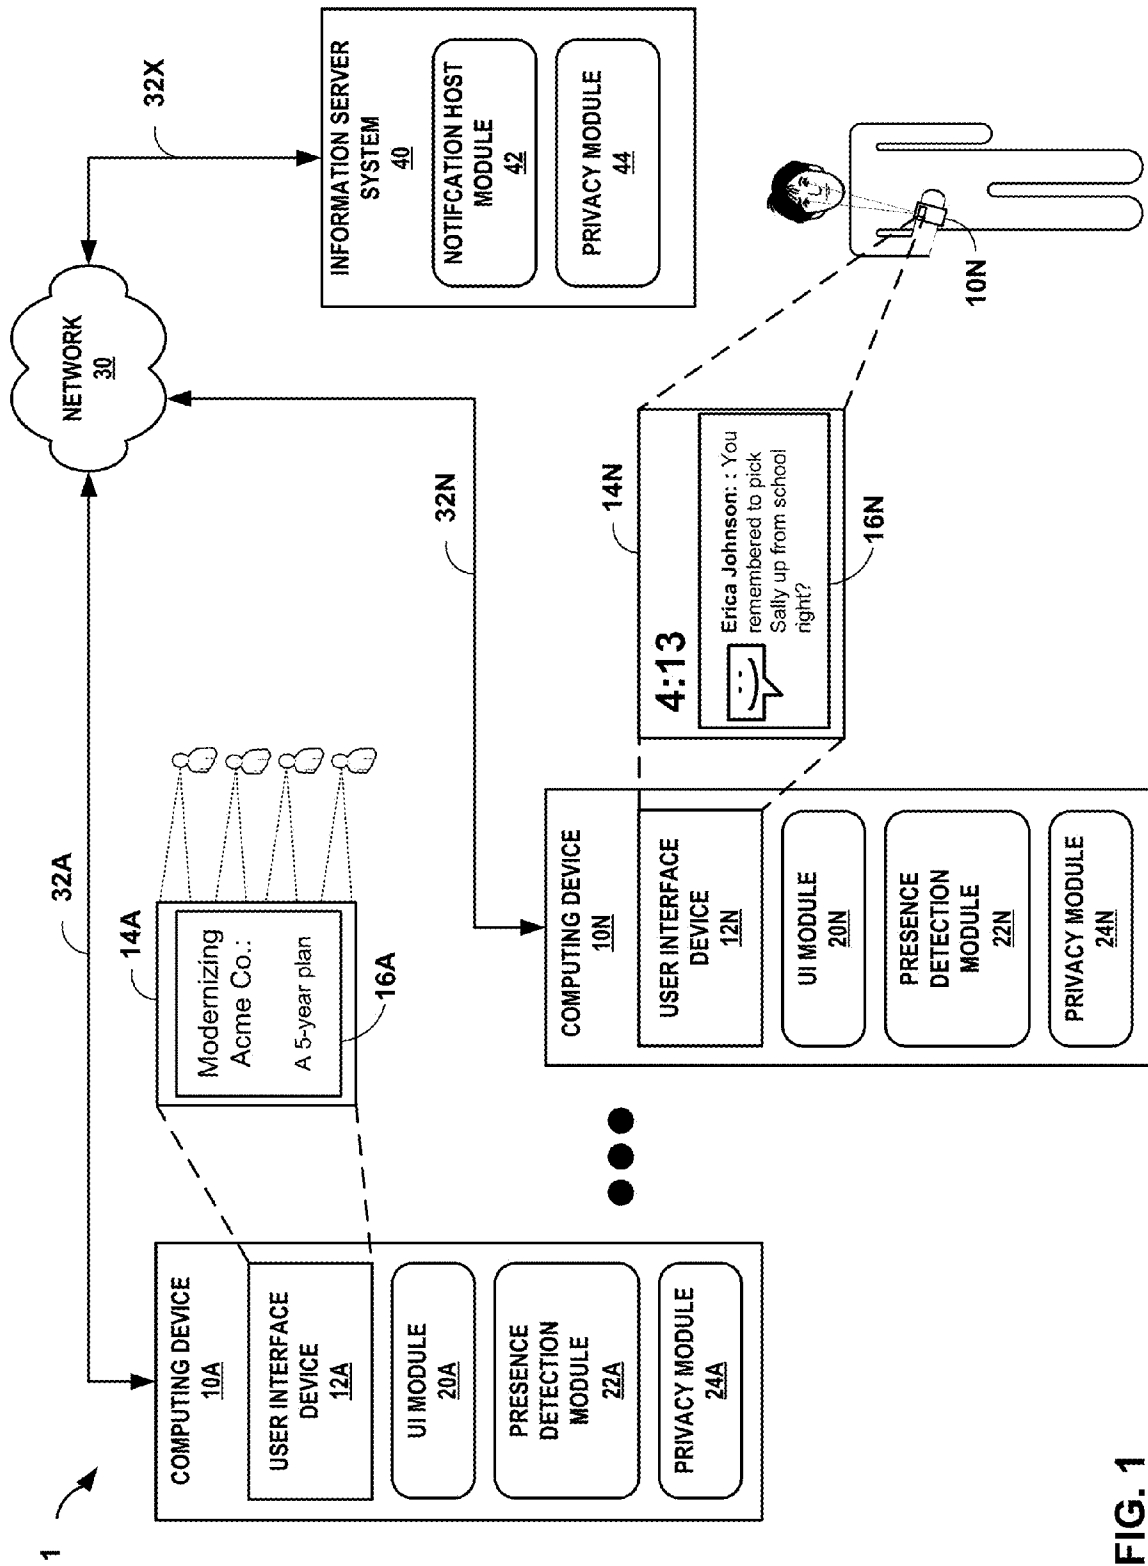 1
NETWORK
30
32A
32X
32N
INFORMATION SERVER
SYSTEM
40
NOTIFCATION HOST
MODULE
42
PRIVACY MODULE
44
COMPUTING DEVICE
10A
USER INTERFACE
DEVICE
12A
UI MODULE
20A
PRESENCE
DETECTION
MODULE
22A
PRIVACY MODULE
24A
14A
Modernizing
Acme Co.:
A 5-year plan
16A
COMPUTING DEVICE
10N
USER INTERFACE
DEVICE
12N
UI MODULE
20N
PRESENCE
DETECTION
MODULE
22N
PRIVACY MODULE
24N
14N
4:13
Erica Johnson: : You
remembered to pick
Sally up from school
right?
16N
10N
FIG. 1